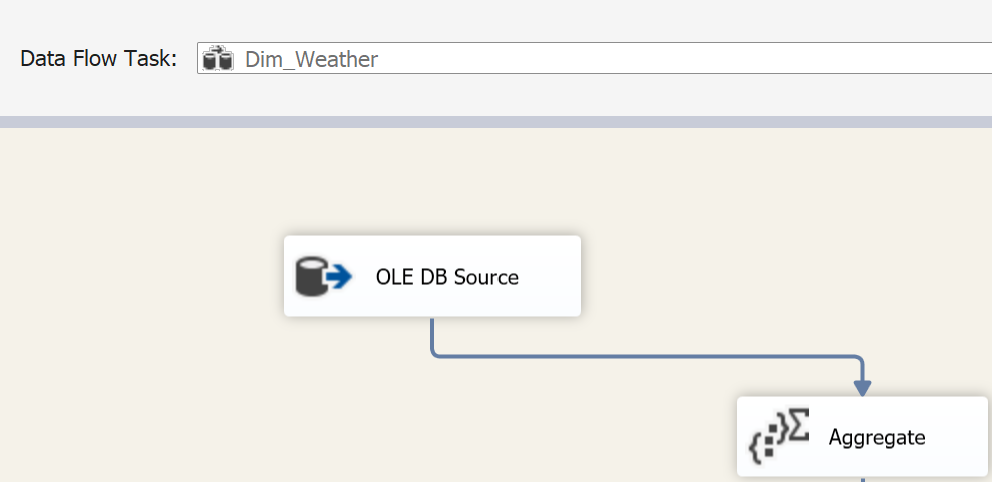 Data Flow Task: Dim_Weather
OLE DB Source
Aggregate